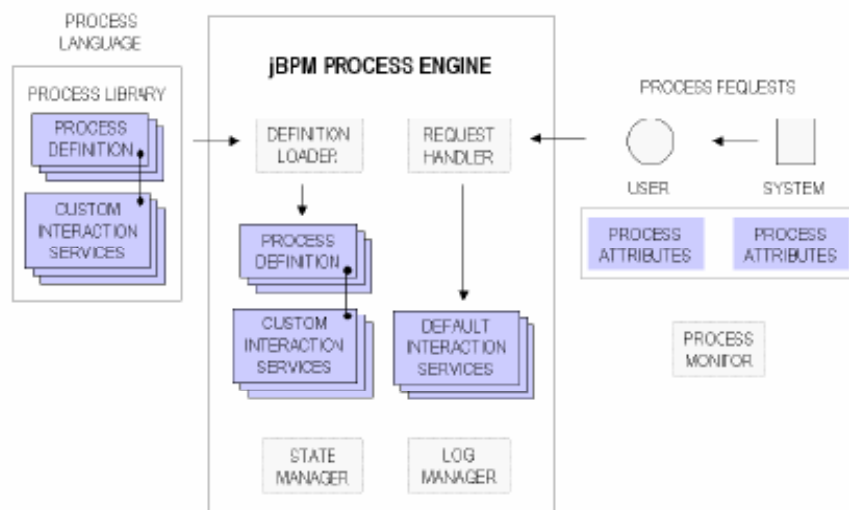 PROCESS
LANGUAGE
PROCESS LIBRARY
PROCESS
DEFINITION
CUSTOM
INTERACTION
SERVICES
jBPM PROCESS ENGINE
DEFINITION
LOADER
REQUEST
HANDLER
PROCESS
DEFINITION
CUSTOM
INTERACTION
SERVICES
DEFAULT
INTERACTION
SERVICES
STATE
MANAGER
LOG
MANAGER
PROCESS REQUESTS
USER
SYSTEM
PROCESS
ATTRIBUTES
PROCESS
ATTRIBUTES
PROCESS
MONITOR